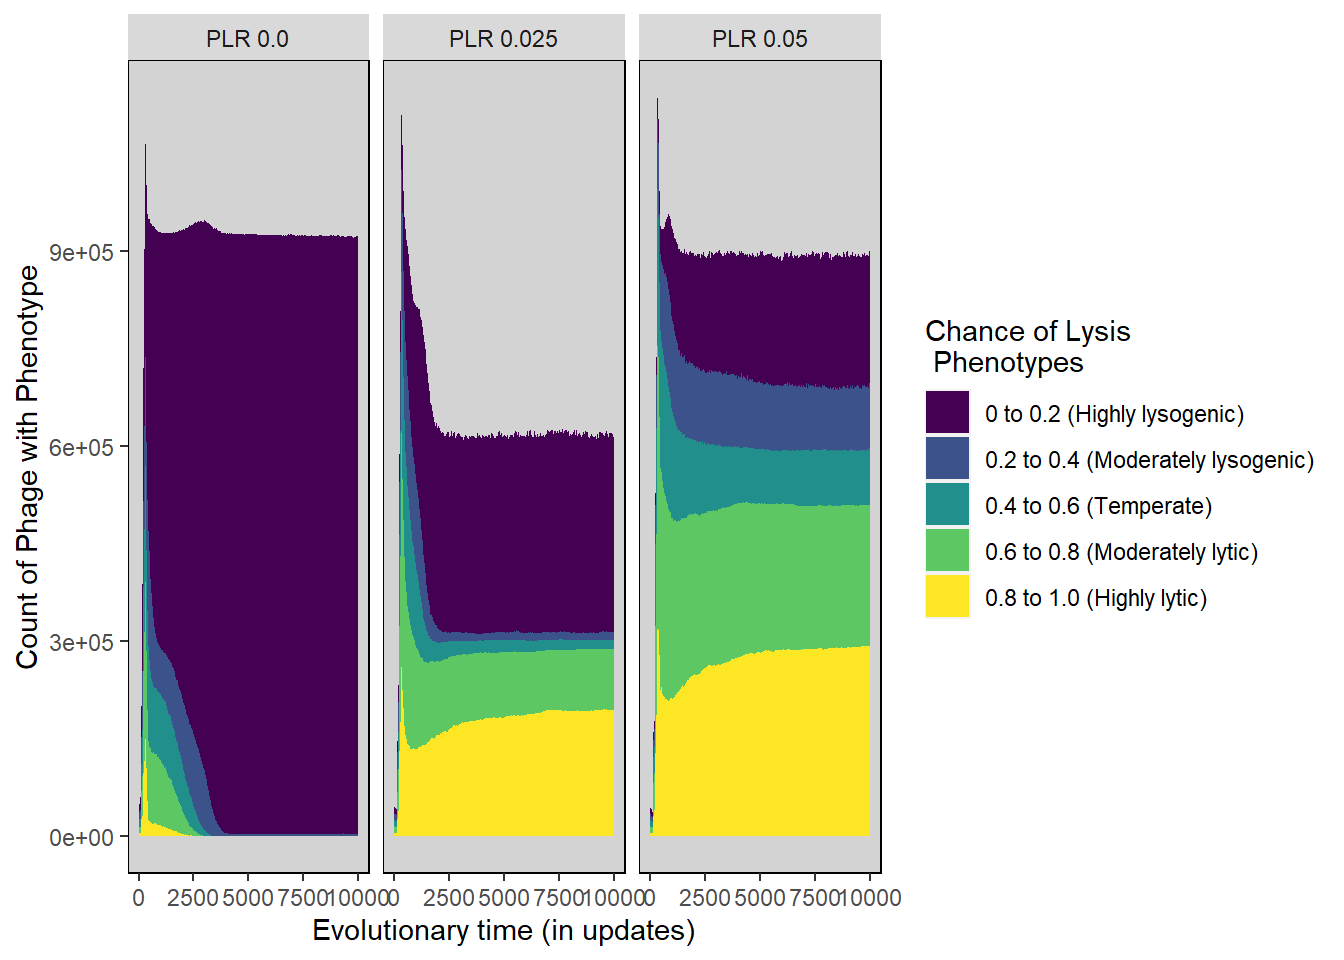 PLR 0.0
PLR 0.025
PLR 0.05
Count of Phage with Phenotype
9e+05
6e+05
3e+05
0e+00
0 2500 5000 7500 10000
0 2500 5000 7500 10000
0 2500 5000 7500 10000
Evolutionary time (in updates)
Chance of Lysis
Phenotypes
0 to 0.2 (Highly lysogenic)
0.2 to 0.4 (Moderately lysogenic)
0.4 to 0.6 (Temperate)
0.6 to 0.8 (Moderately lytic)
0.8 to 1.0 (Highly lytic)